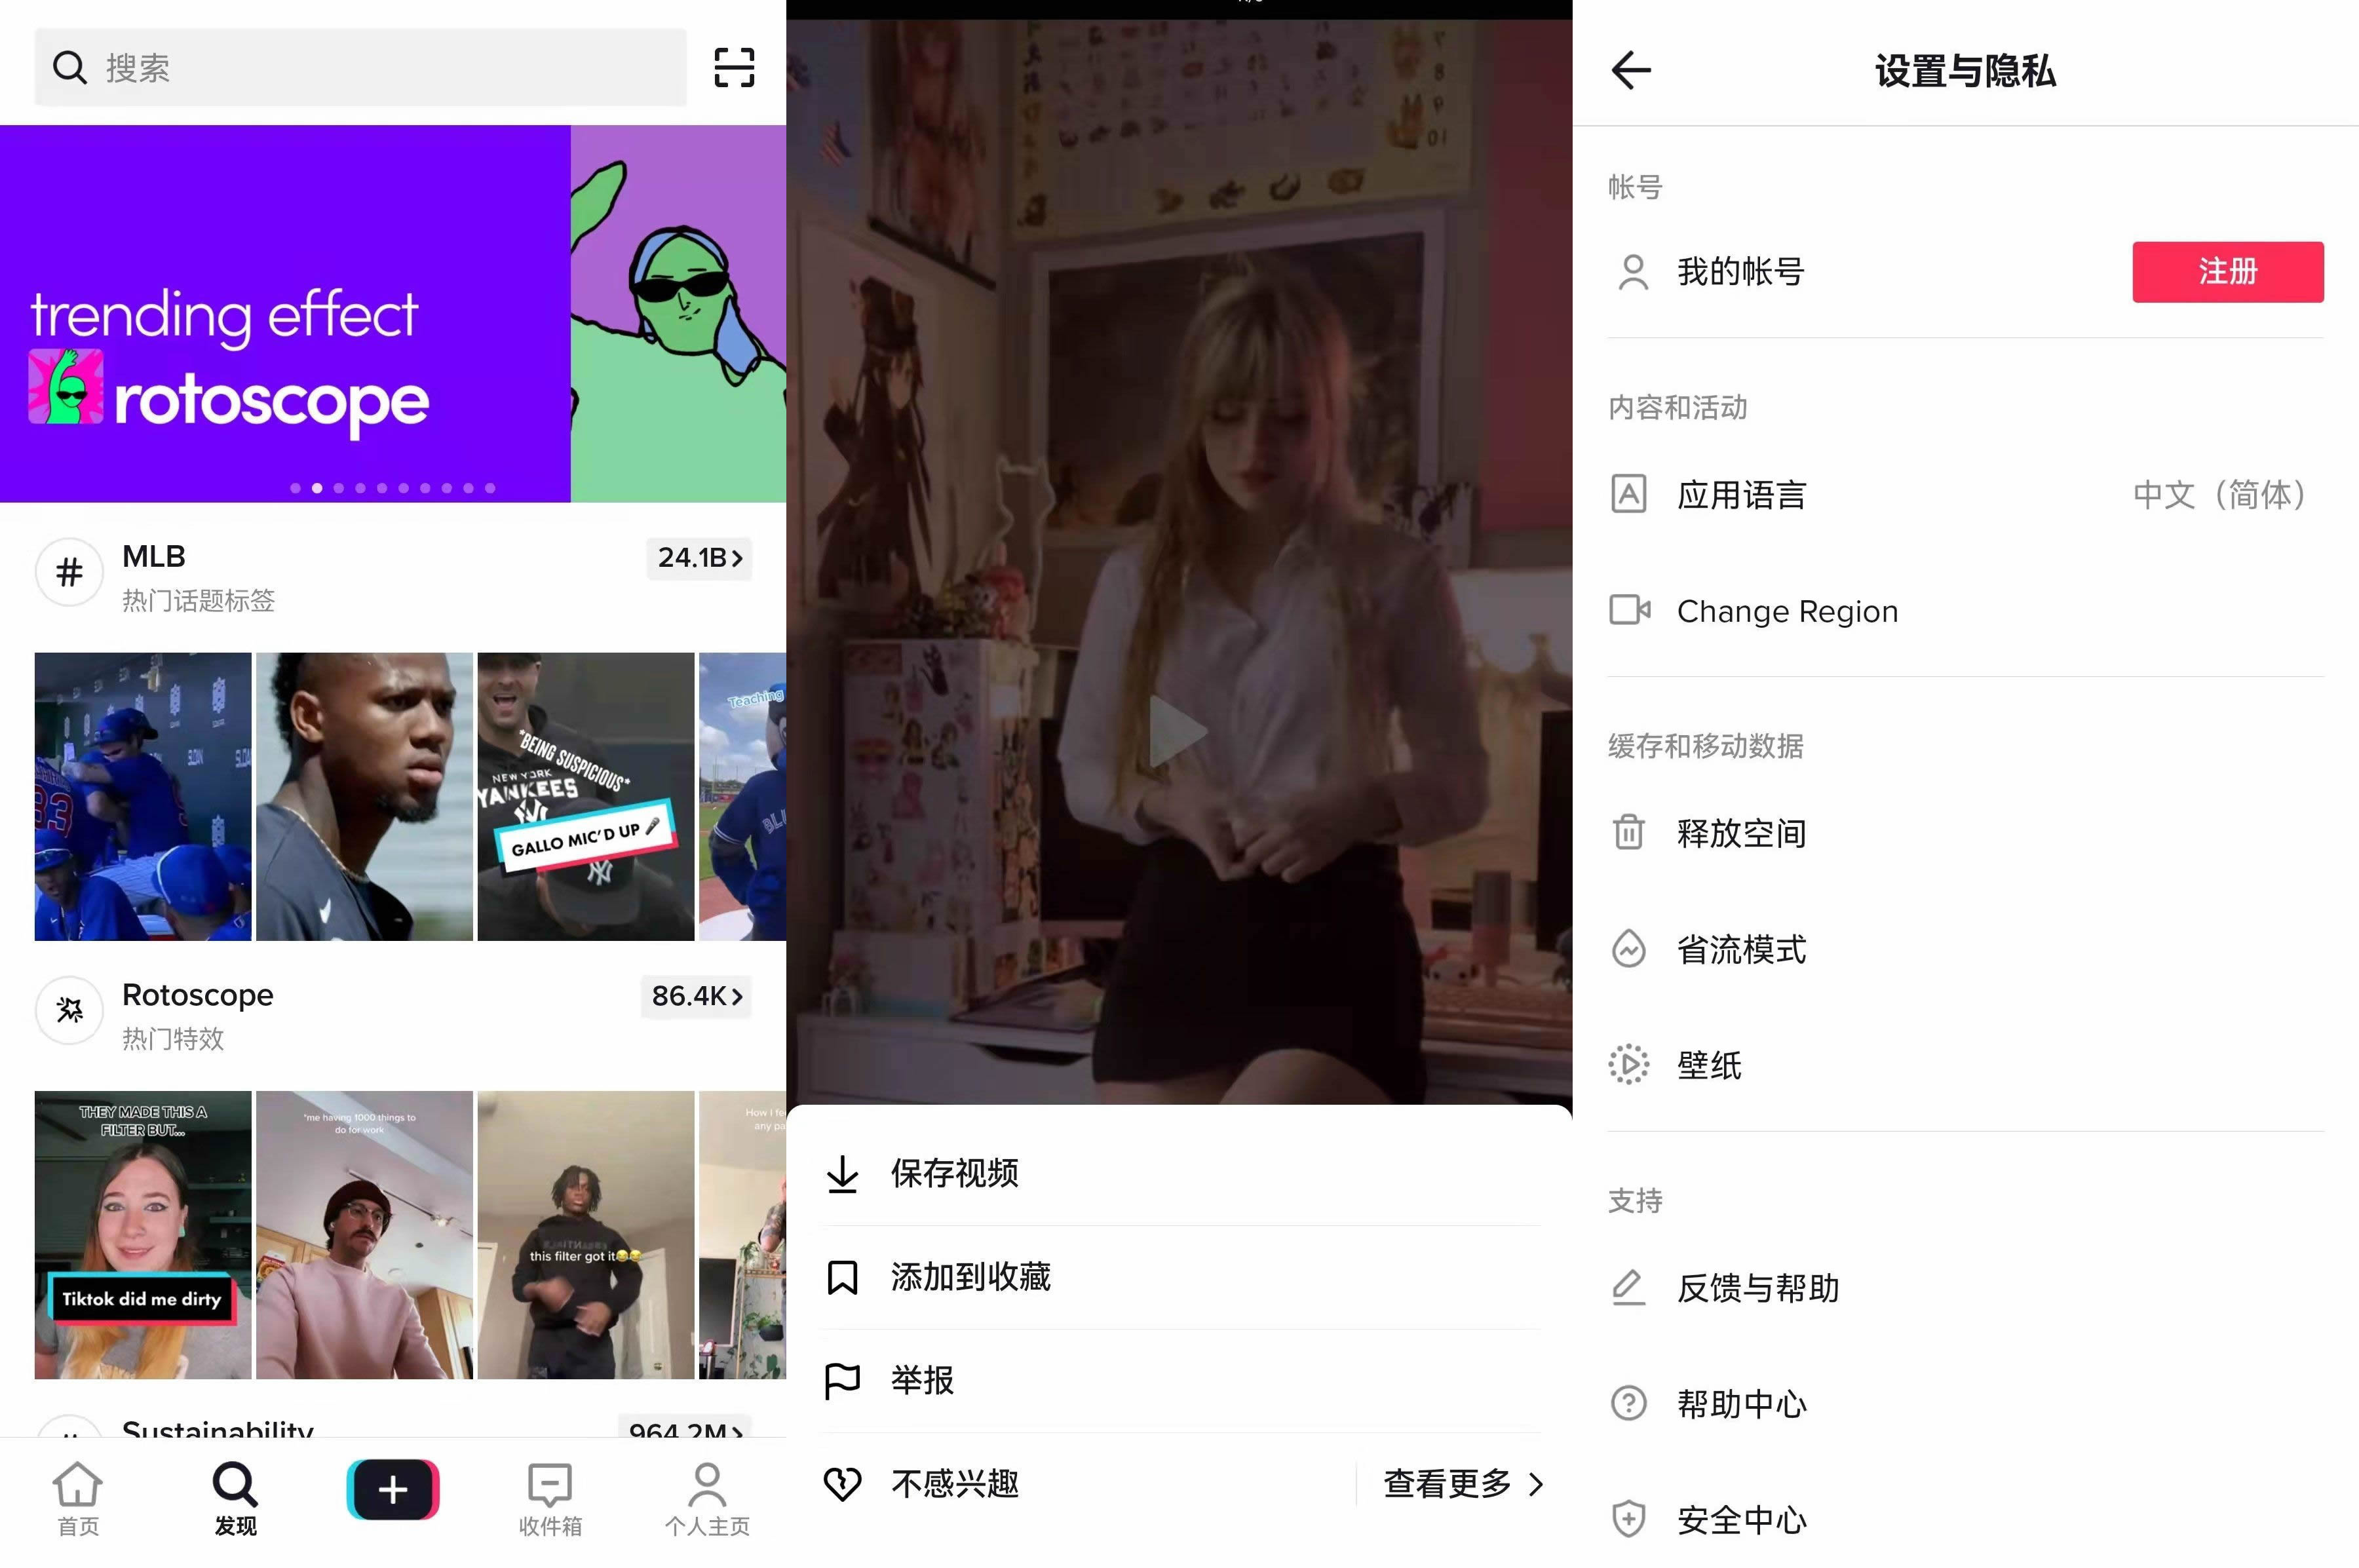 搜索
trending effect
rotoscope
MLB
24.1B
热门话题标签
Teaching
*BEING SUSPICIOUS*
NEW YORK
YANKEES
GALLO MIC'D UP
Rotoscope
86.4K
热门特效
THEY MADE THIS A
FILTER BUT...
Tiktok did me dirty
*me having 1000 things to
do for work
this filter got it😂😂
any pa
Sustainability
964.2M
首页
发现
收件箱
个人主页
7
8
9
10
保存视频
添加到收藏
举报
不感兴趣
查看更多
设置与隐私
帐号
我的帐号
注册
内容和活动
应用语言
中文（简体）
Change Region
缓存和移动数据
释放空间
省流模式
壁纸
支持
反馈与帮助
帮助中心
安全中心